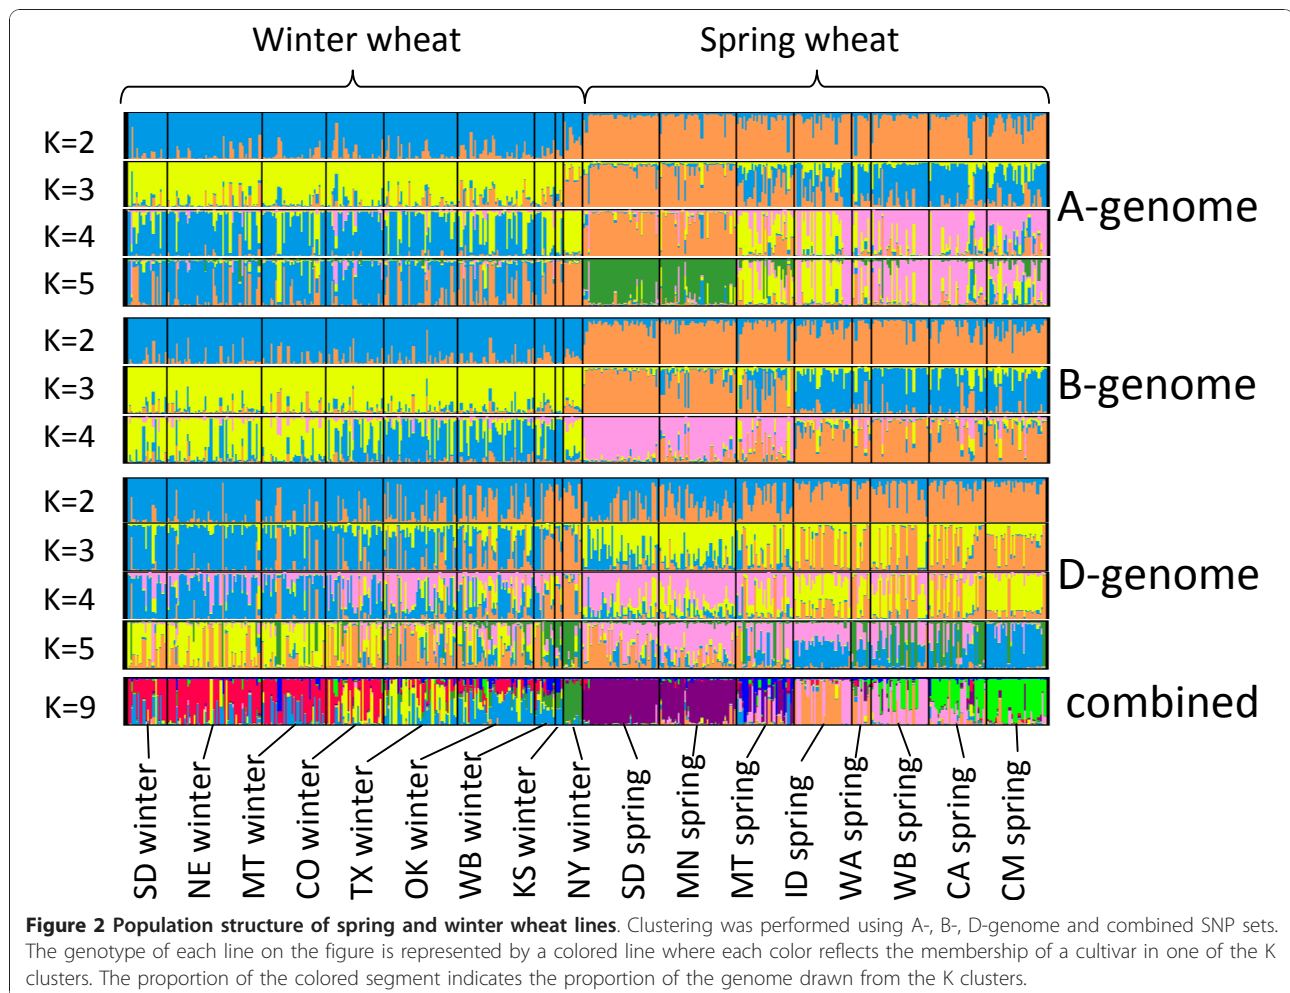 Winter wheat
Spring wheat
K=2
K=3
K=4
K=5
A-genome
K=2
K=3
K=4
B-genome
K=2
K=3
K=4
K=5
D-genome
K=9
combined
SD winter
NE winter
MT winter
CO winter
TX winter
OK winter
WB winter
KS winter
NY winter
SD spring
MN spring
MT spring
ID spring
WA spring
WB spring
CA spring
CM spring
Figure 2 Population structure of spring and winter wheat lines. Clustering was performed using A-, B-, D-genome and combined SNP sets.
The genotype of each line on the figure is represented by a colored line where each color reflects the membership of a cultivar in one of the K
clusters. The proportion of the colored segment indicates the proportion of the genome drawn from the K clusters.